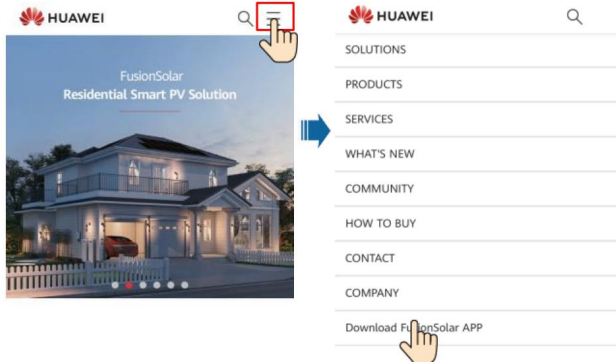 HUAWEI
FusionSolar
Residential Smart PV Solution
HUAWEI
SOLUTIONS
PRODUCTS
SERVICES
WHAT'S NEW
COMMUNITY
HOW TO BUY
CONTACT
COMPANY
Download FusionSolar APP